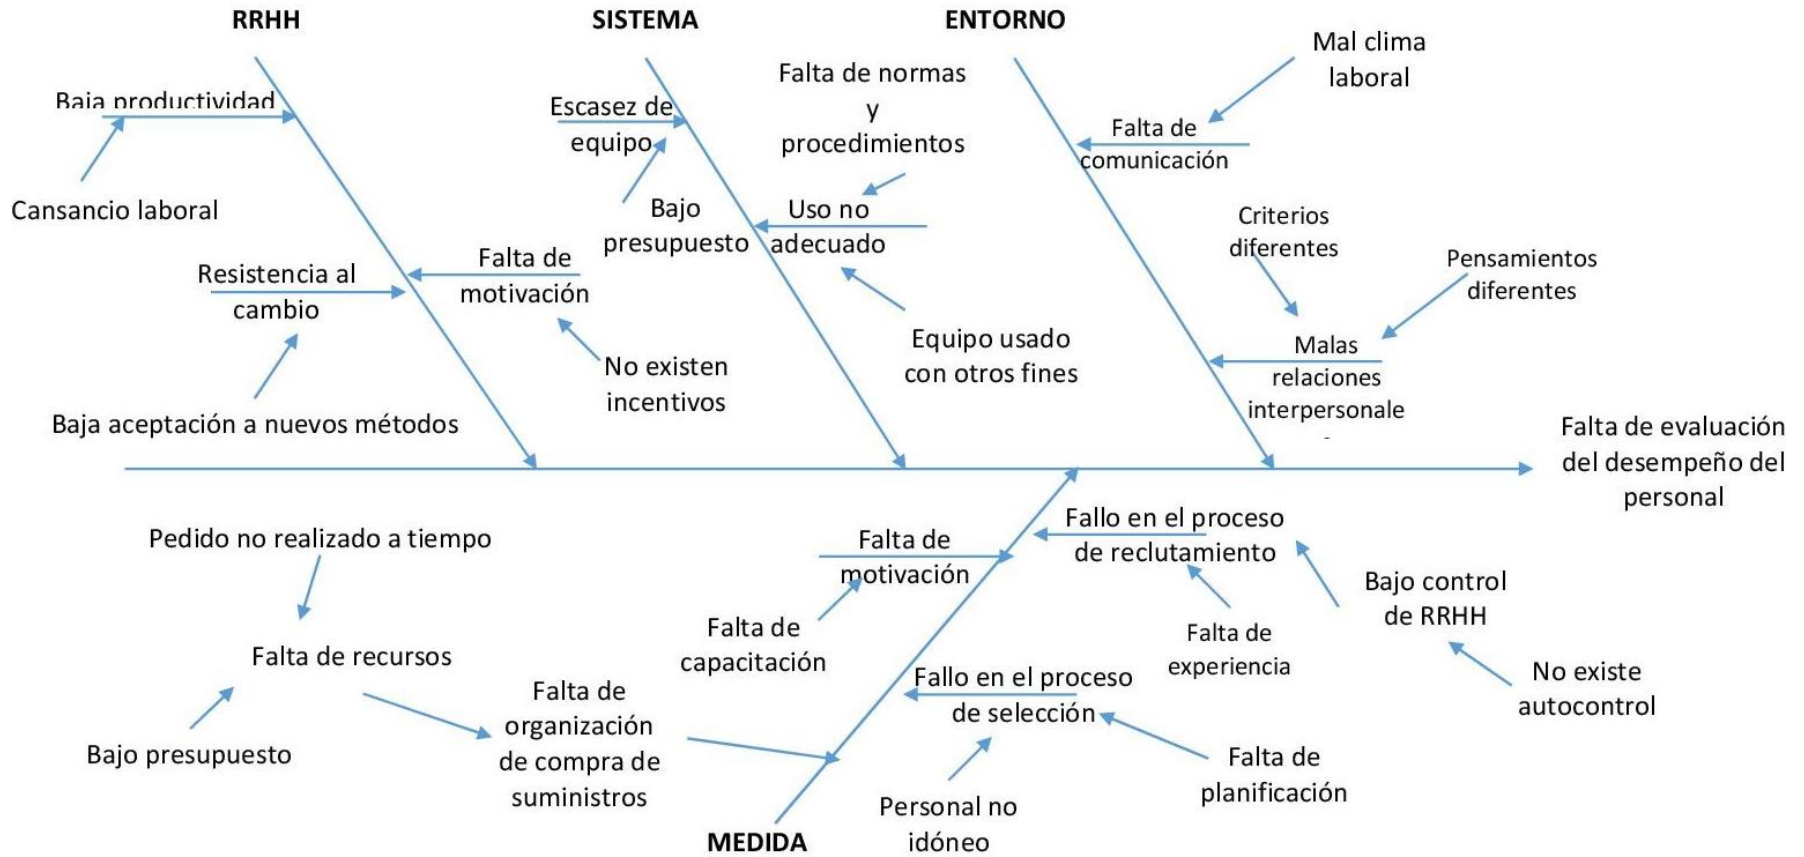 RRHH
SISTEMA
ENTORNO
Baja productividad
Cansancio laboral
Resistencia al
cambio
Baja aceptación a nuevos métodos
Falta de
motivación
No existen
incentivos
Escasez de
equipo
Bajo
presupuesto
Falta de normas
y
procedimientos
Uso no
adecuado
Equipo usado
con otros fines
Mal clima
laboral
Falta de
comunicación
Criterios
diferentes
Pensamientos
diferentes
Malas
relaciones
interpersonale
Falta de evaluación
del desempeño del
personal
Pedido no realizado a tiempo
Falta de recursos
Bajo presupuesto
Falta de
organización
de compra de
suministros
Falta de
motivación
Falta de
capacitación
Fallo en el proceso
de reclutamiento
Falta de
experiencia
Bajo control
de RRHH
No existe
autocontrol
Fallo en el proceso
de selección
Personal no
idóneo
Falta de
planificación
MEDIDA